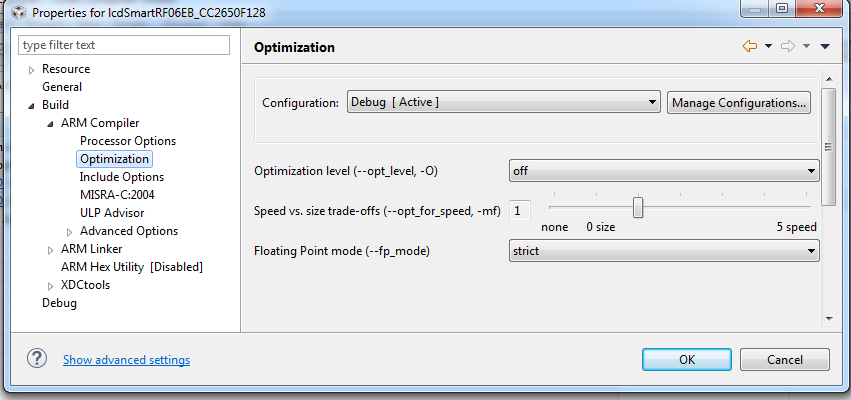 Properties for lcdSmartRF06EB_CC2650F128
type filter text
Resource
General
Build
ARM Compiler
Processor Options
Optimization
Include Options
MISRA-C:2004
ULP Advisor
Advanced Options
ARM Linker
ARM Hex Utility [Disabled]
XDCtools
Debug
Optimization
Configuration: Debug [ Active ] Manage Configurations...
Optimization level (--opt_level, -O) off
Speed vs. size trade-offs (--opt_for_speed, -mf) 1
none 0 size 5 speed
Floating Point mode (--fp_mode) strict
? Show advanced settings OK Cancel